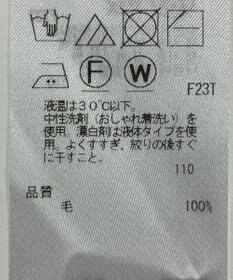 F W
F23T
液温は30℃以下。
中性洗剤(おしゃれ着洗い)を
使用。漂白剤は液体タイプを使
用。よくすすぎ、絞りの後すぐ
に干すこと。
110
品質
毛 100%